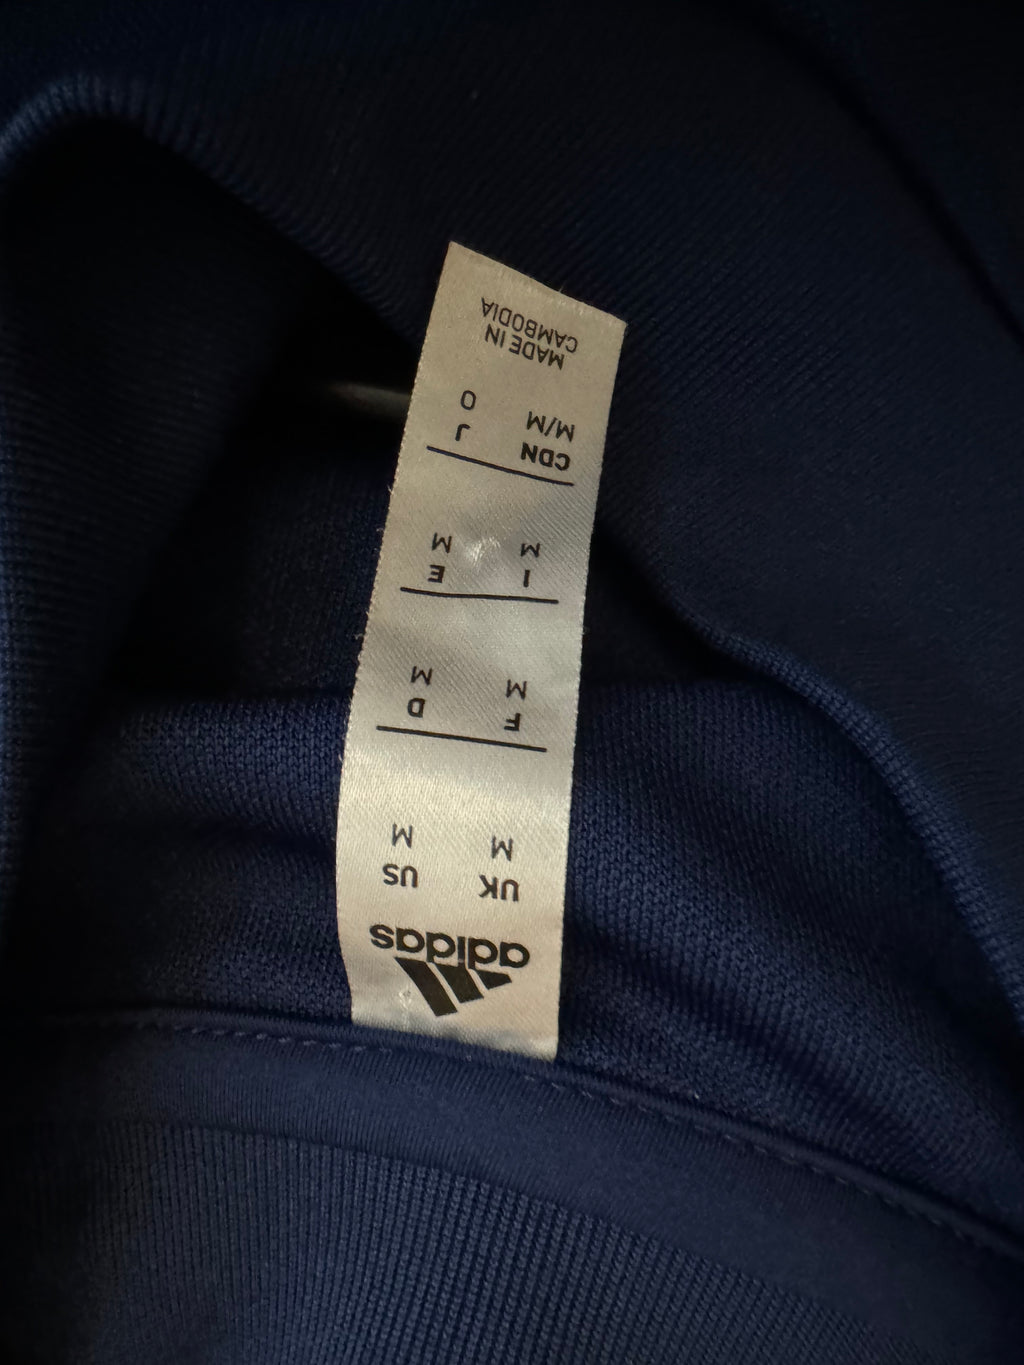 adidas
UK US
M M
F D
M M
I E
M M
CDN J
M/M O
MADE IN
CAMBODIA